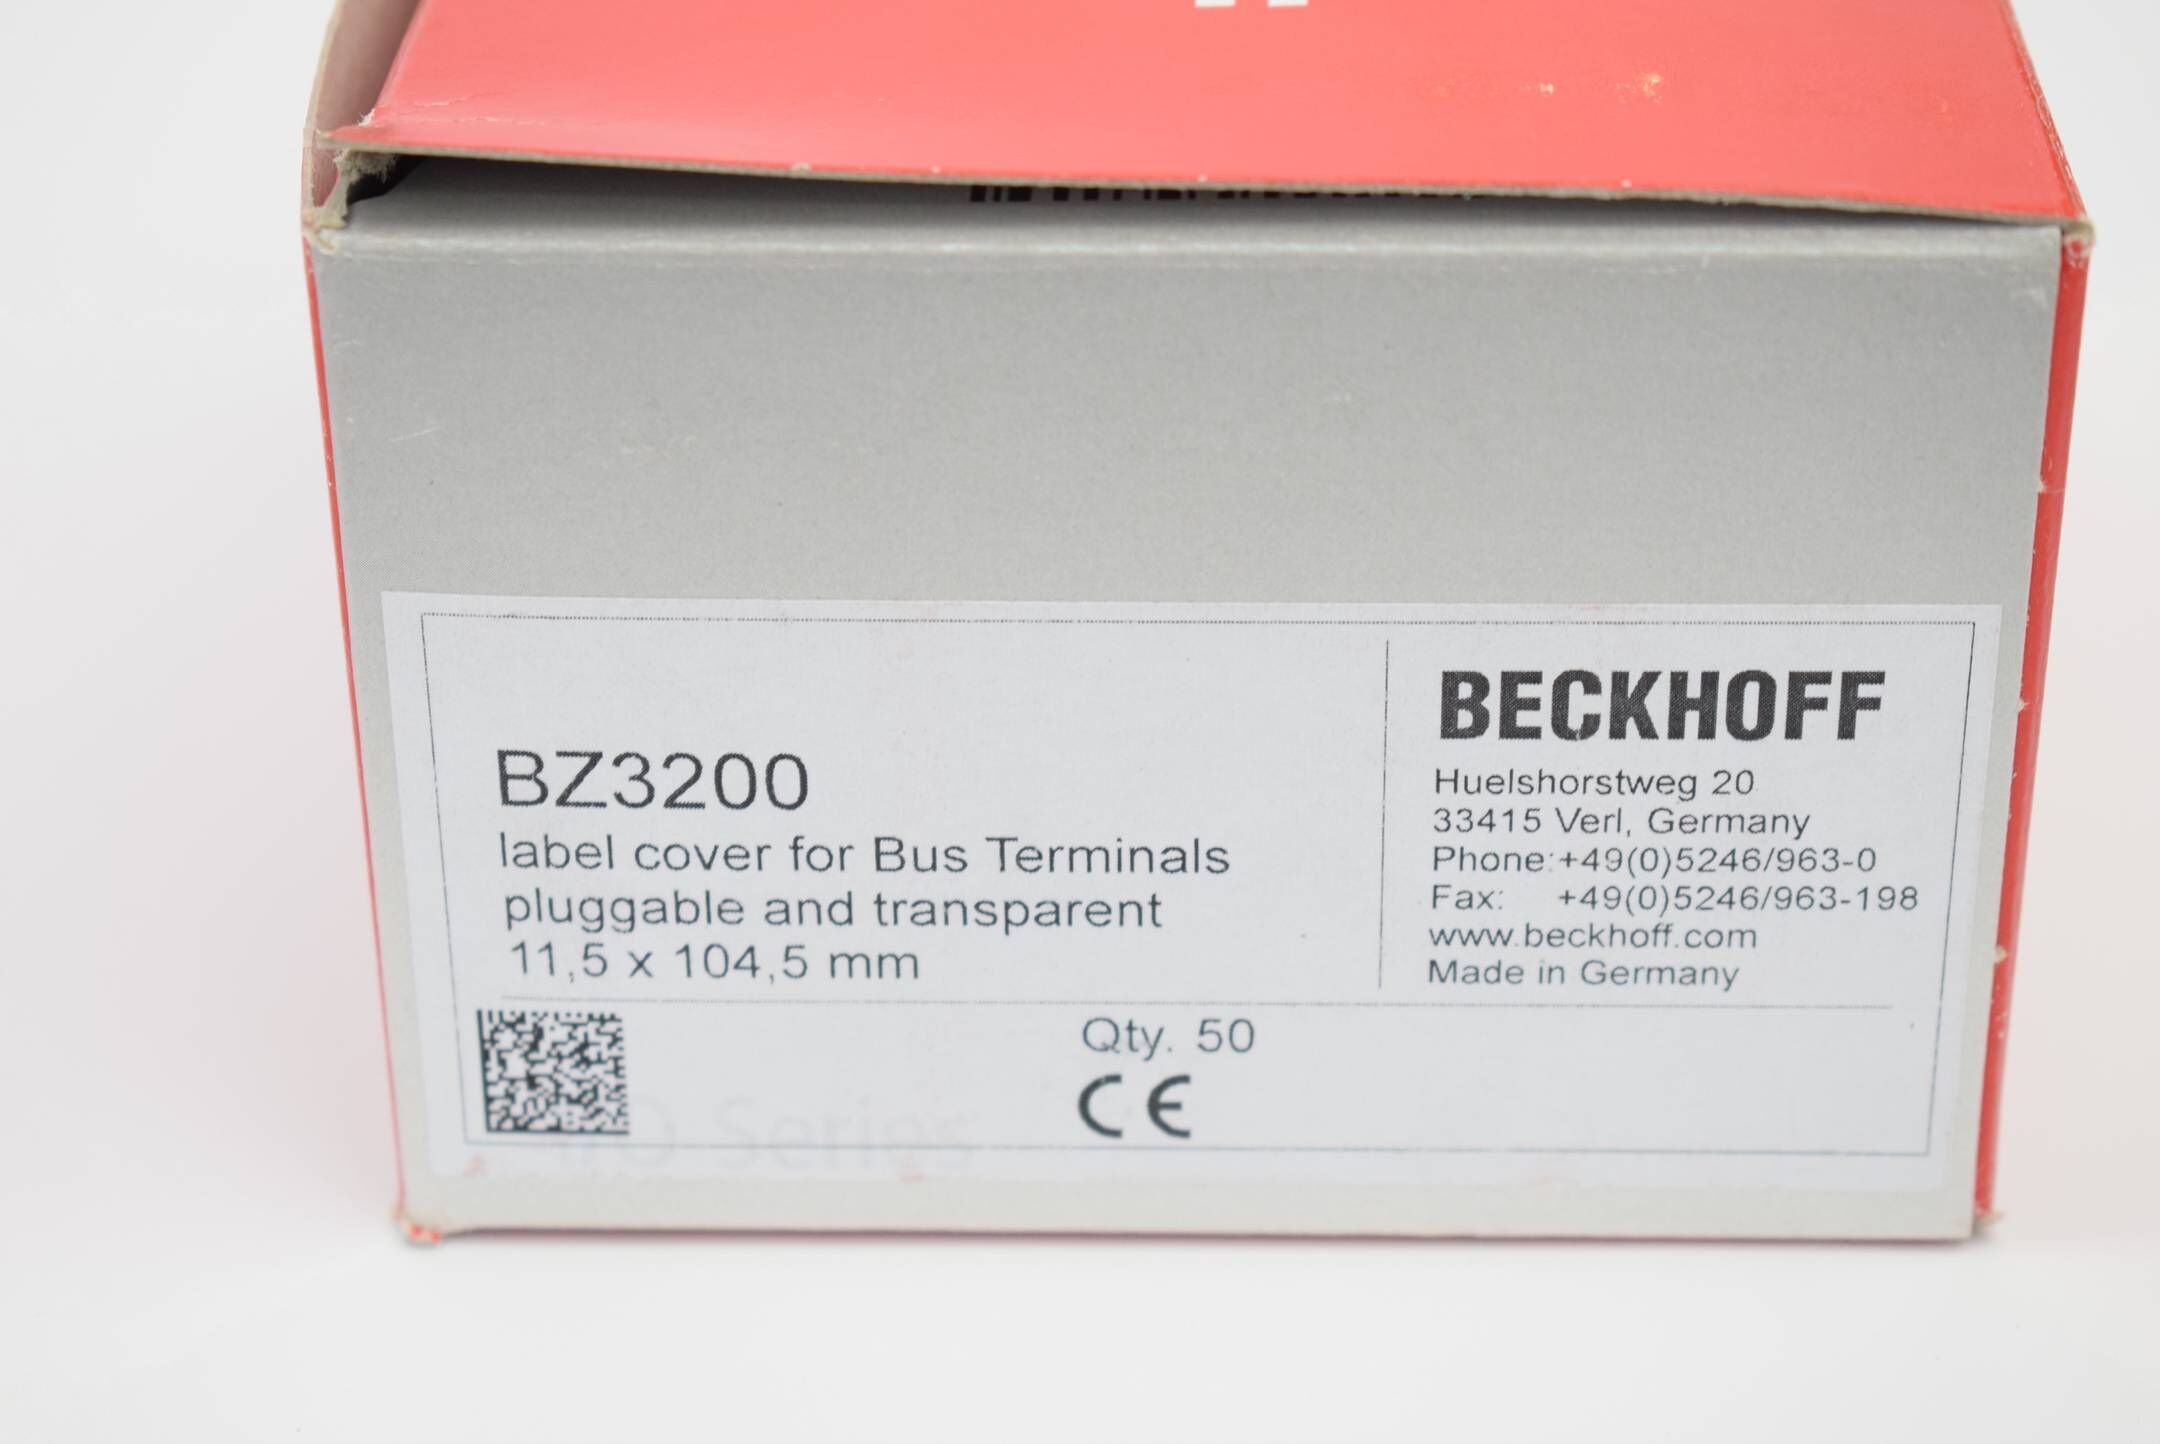 BZ3200
label cover for Bus Terminals
pluggable and transparent
11,5 x 104,5 mm
BECKHOFF
Huelshorstweg 20
33415 Verl, Germany
Phone:+49(0)5246/963-0
Fax: +49(0)5246/963-198
www.beckhoff.com
Made in Germany
Qty. 50
CE
I/O Series